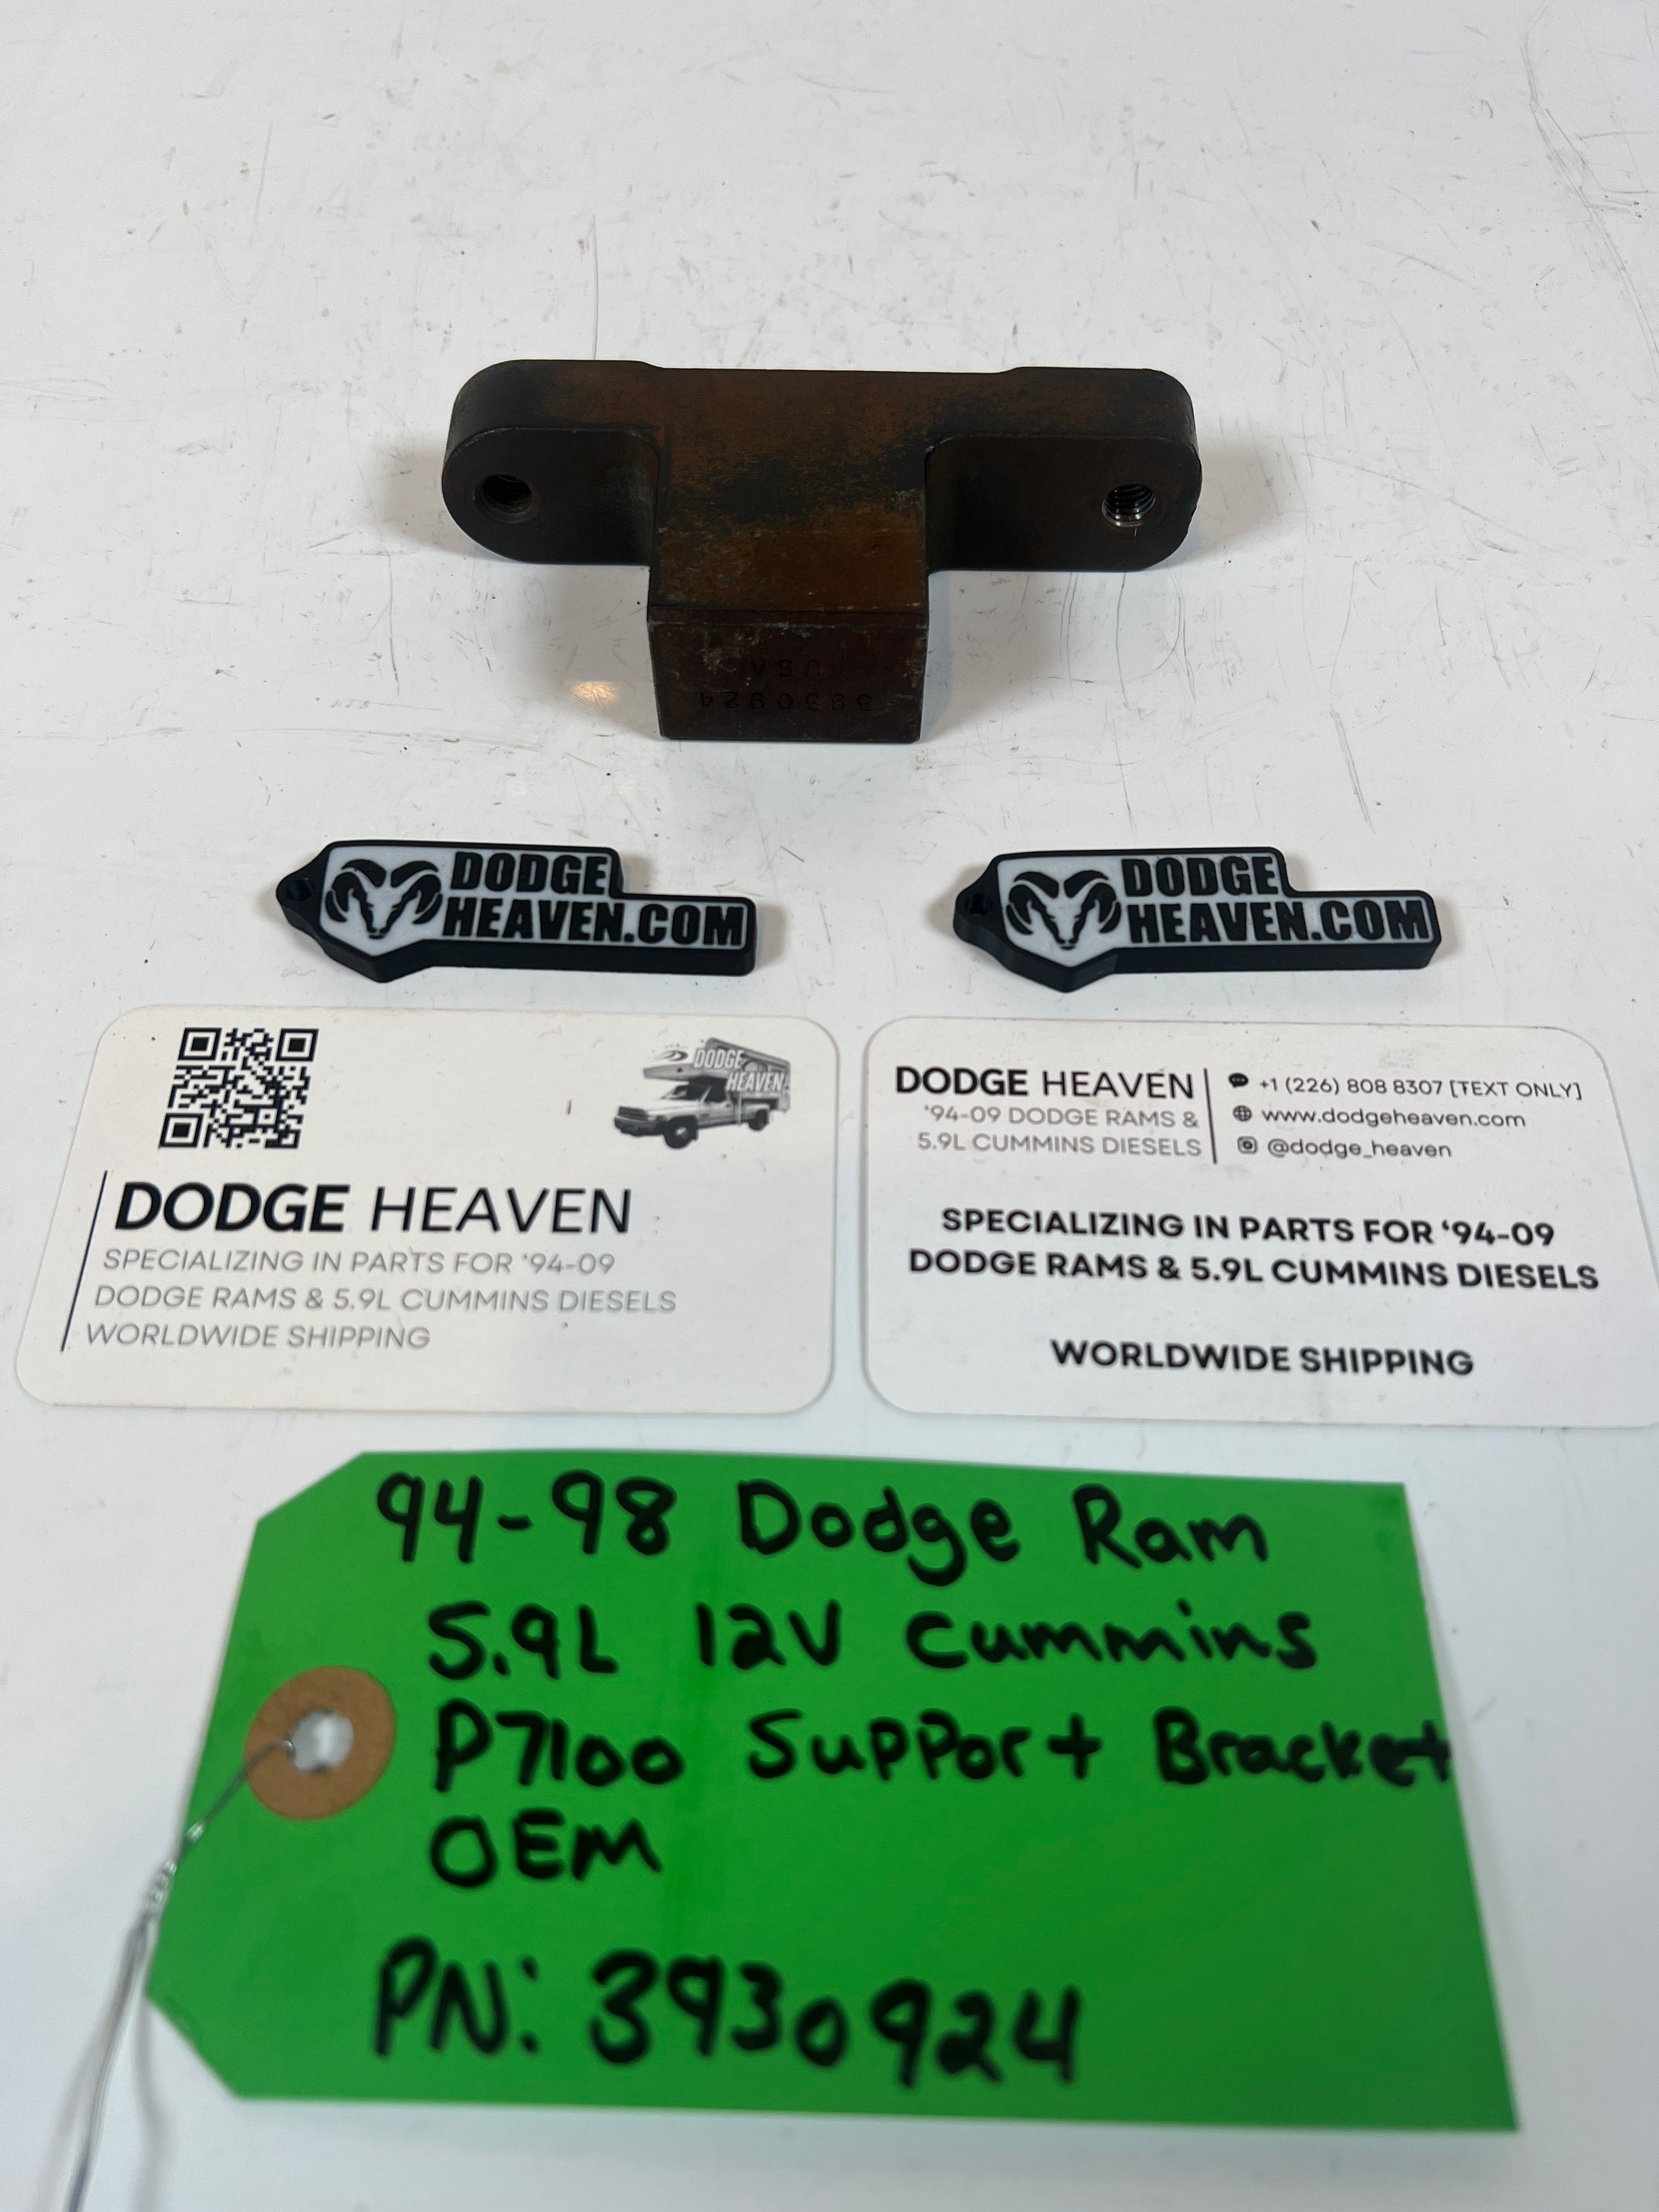 USA
3930924
DODGE
HEAVEN.COM
DODGE
HEAVEN.COM
DODGE
HEAVEN
DODGE HEAVEN
SPECIALIZING IN PARTS FOR '94-09
DODGE RAMS & 5.9L CUMMINS DIESELS
WORLDWIDE SHIPPING
DODGE HEAVEN
'94-09 DODGE RAMS &
5.9L CUMMINS DIESELS
+1 (226) 808 8307 [TEXT ONLY]
www.dodgeheaven.com
@dodge_heaven
SPECIALIZING IN PARTS FOR '94-09
DODGE RAMS & 5.9L CUMMINS DIESELS
WORLDWIDE SHIPPING
94-98 Dodge Ram
5.9L 12V Cummins
P7100 Support Bracket
OEM
PN: 3930924